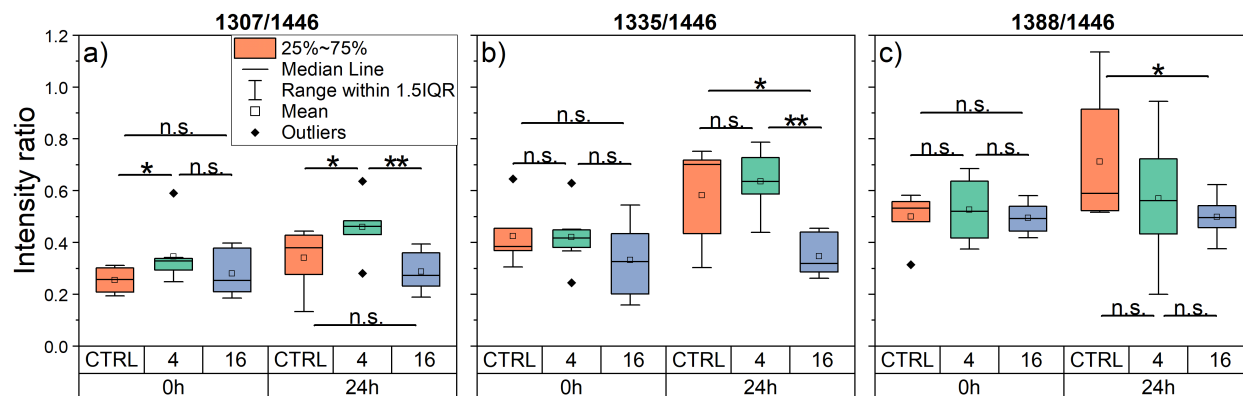 1307/1446
1335/1446
1388/1446
Intensity ratio
1.2
1.0
0.8
0.6
0.4
0.2
0.0
a)
25%~75%
Median Line
Range within 1.5IQR
Mean
Outliers
n.s.
* n.s.
* **
n.s.
CTRL 4 16 CTRL 4 16
0h 24h
b)
n.s.
n.s. n.s.
*
n.s. **
CTRL 4 16 CTRL 4 16
0h 24h
c)
n.s.
n.s. n.s.
*
n.s. n.s.
CTRL 4 16 CTRL 4 16
0h 24h